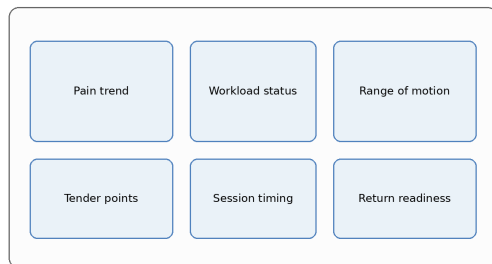 Pain trend
Workload status
Range of motion
Tender points
Session timing
Return readiness